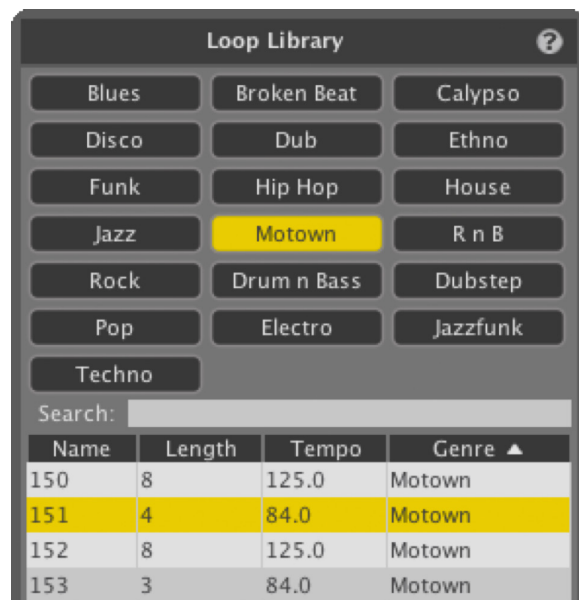 Loop Library ?
Blues Broken Beat Calypso
Disco Dub Ethno
Funk Hip Hop House
Jazz Motown R n B
Rock Drum n Bass Dubstep
Pop Electro Jazzfunk
Techno
Search:
Name Length Tempo Genre ▲
150 8 125.0 Motown
151 4 84.0 Motown
152 8 125.0 Motown
153 3 84.0 Motown